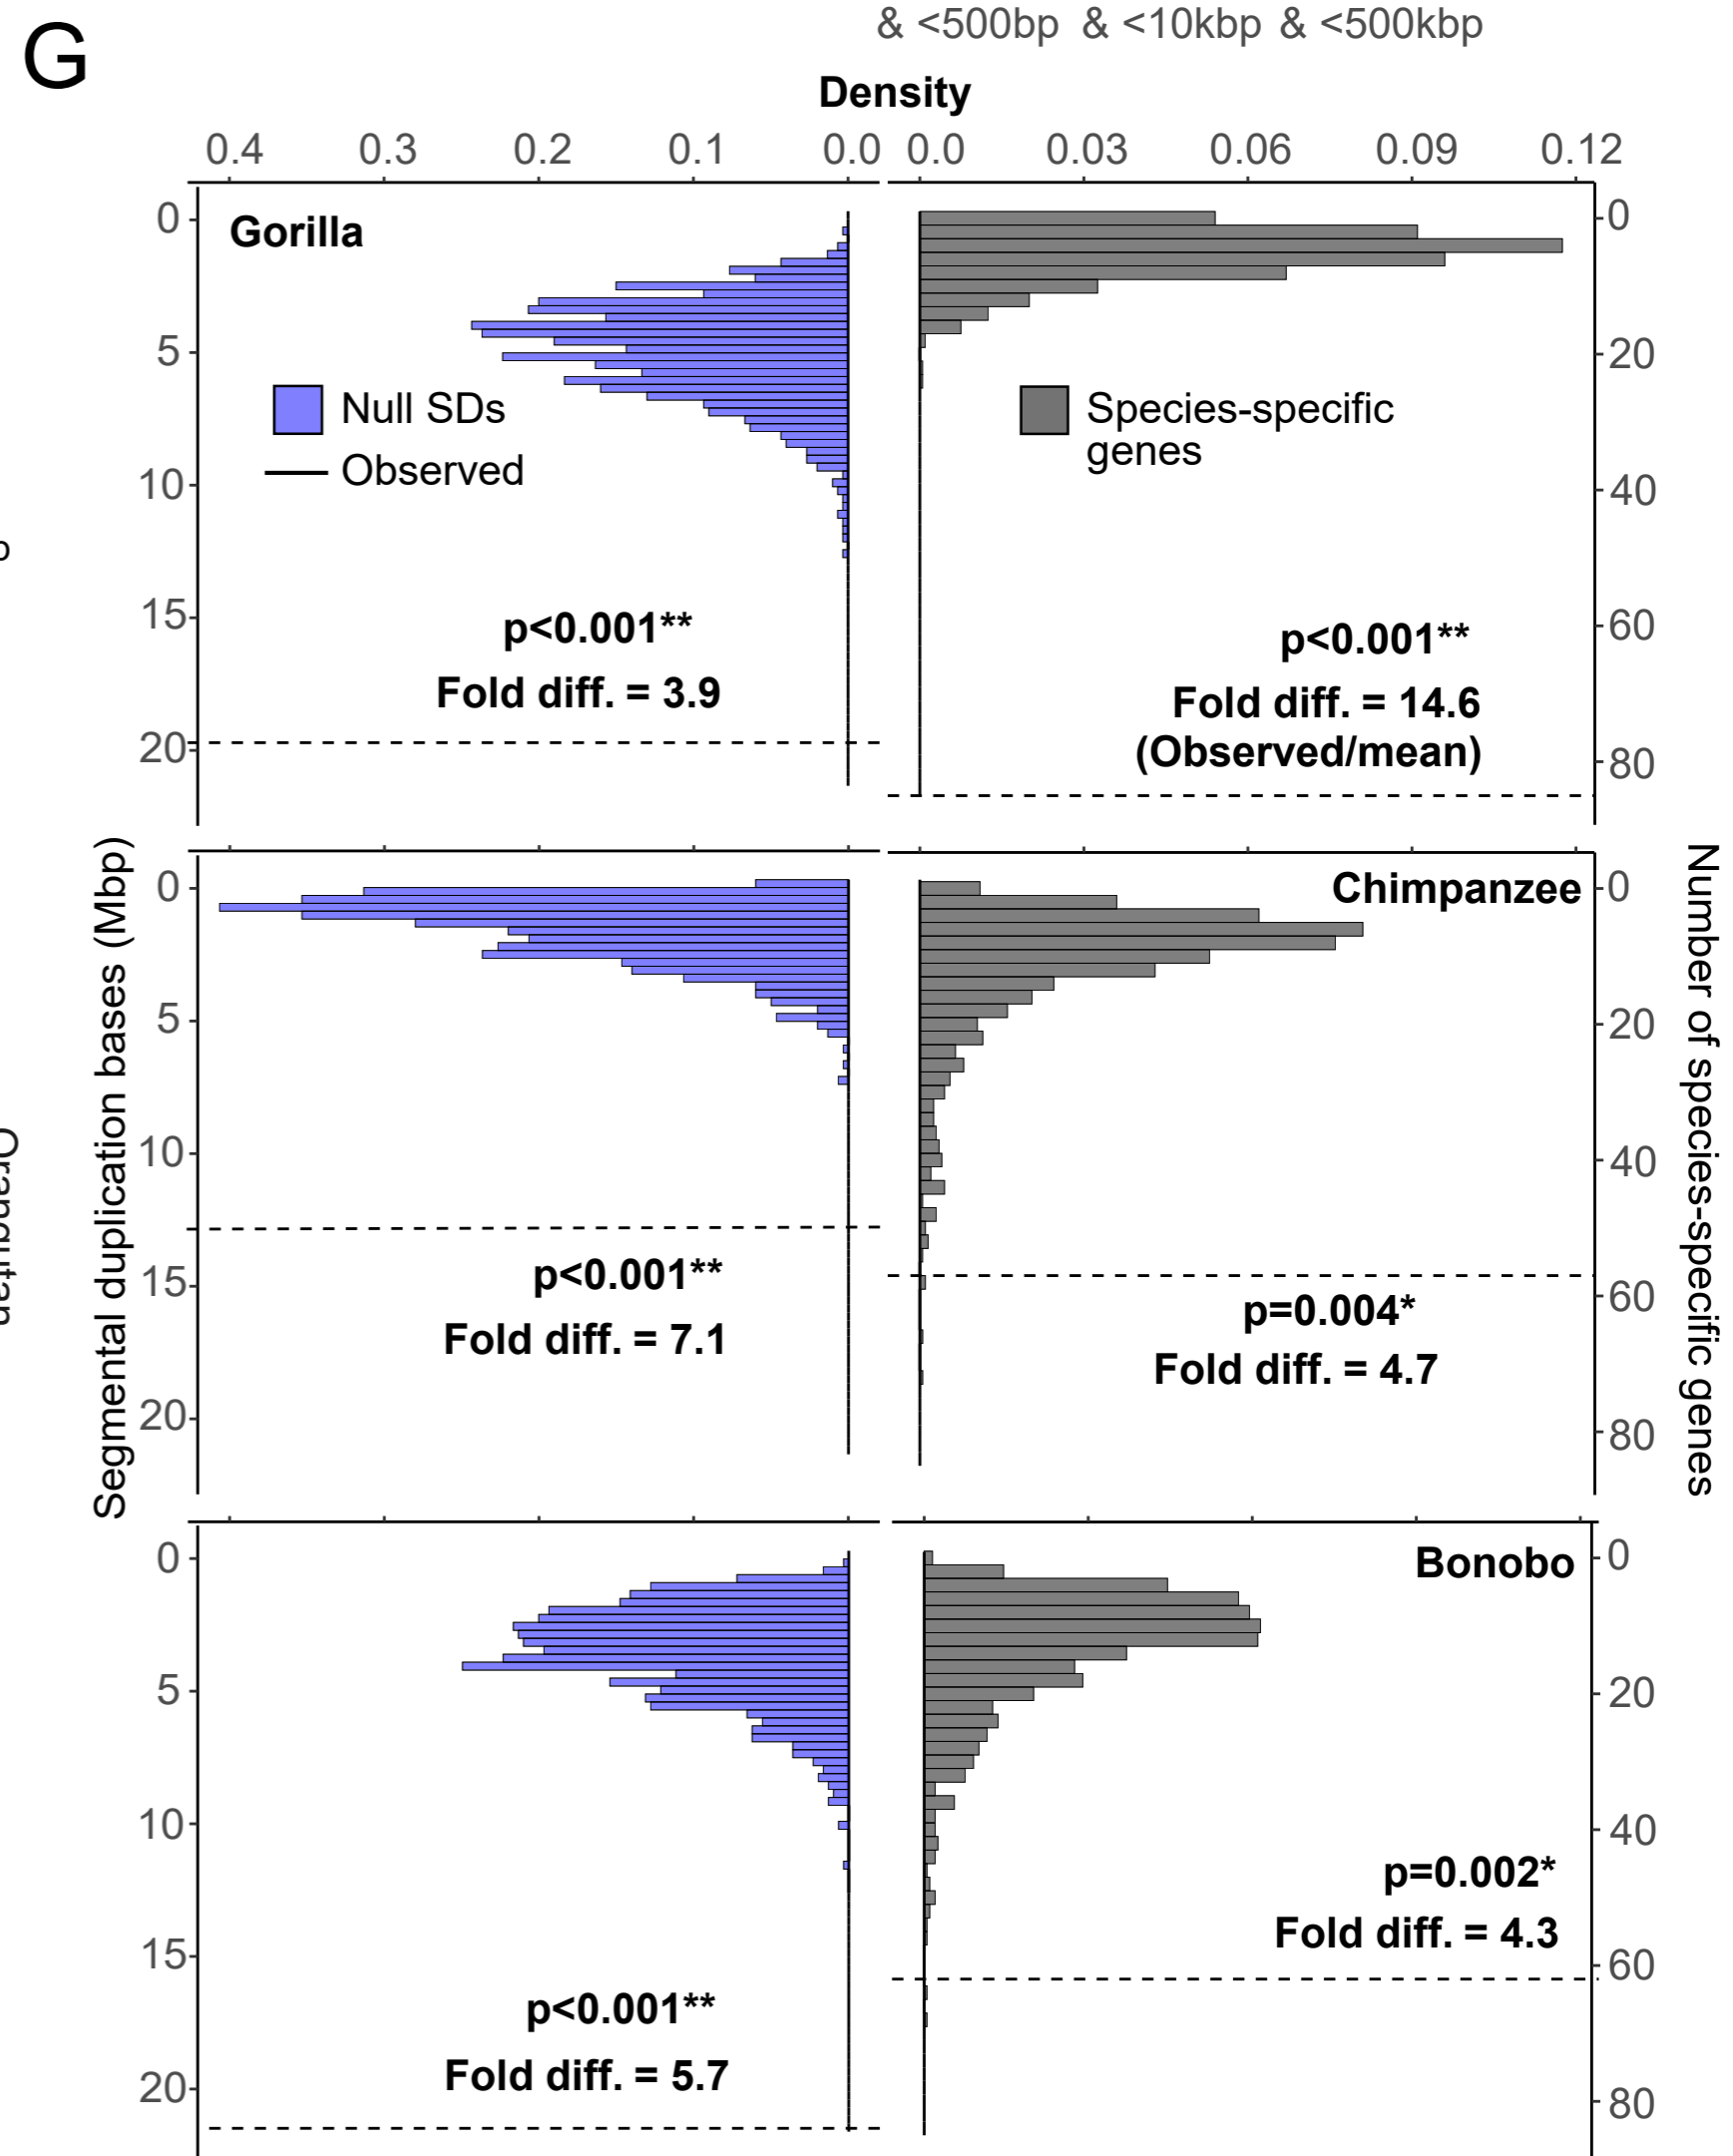 & <500bp & <10kbp & <500kbp
G
Density
0.4 0.3 0.2 0.1 0.0 0.0 0.03 0.06 0.09 0.12
Gorilla
0
5
10
15
20
Null SDs
Observed
p<0.001**
Fold diff. = 3.9
Species-specific
genes
0
20
40
60
80
p<0.001**
Fold diff. = 14.6
(Observed/mean)
Segmental duplication bases (Mbp)
0
5
10
15
20
p<0.001**
Fold diff. = 7.1
Chimpanzee
0
20
40
60
80
p=0.004*
Fold diff. = 4.7
Number of species-specific genes
0
5
10
15
20
p<0.001**
Fold diff. = 5.7
Bonobo
0
20
40
60
80
p=0.002*
Fold diff. = 4.3